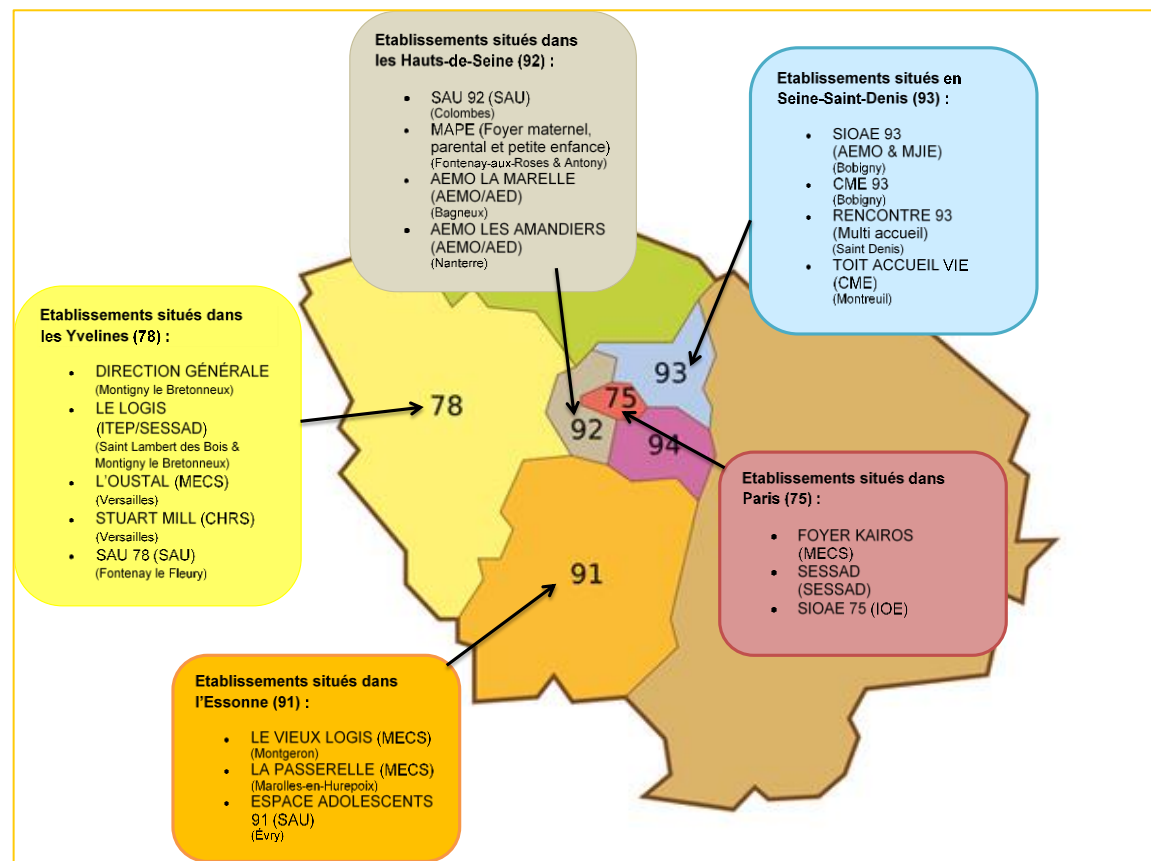 Etablissements situés dans
les Hauts-de-Seine (92) :
• SAU 92 (SAU)
(Colombes)
• MAPE (Foyer maternel,
parental et petite enfance)
(Fontenay-aux-Roses & Antony)
• AEMO LA MARELLE
(AEMO/AED)
(Bagneux)
• AEMO LES AMANDIERS
(AEMO/AED)
(Nanterre)
Etablissements situés en
Seine-Saint-Denis (93) :
• SIOAE 93
(AEMO & MJIE)
(Bobigny)
• CME 93
(Bobigny)
• RENCONTRE 93
(Multi accueil)
(Saint Denis)
• TOIT ACCUEIL VIE
(CME)
(Montreuil)
Etablissements situés dans
les Yvelines (78) :
• DIRECTION GÉNÉRALE
(Montigny le Bretonneux)
• LE LOGIS
(ITEP/SESSAD)
(Saint Lambert des Bois &
Montigny le Bretonneux)
• L'OUSTAL (MECS)
(Versailles)
• STUART MILL (CHRS)
(Versailles)
• SAU 78 (SAU)
(Fontenay le Fleury)
78
93
75
92
94
91
Etablissements situés dans
Paris (75) :
• FOYER KAIROS
(MECS)
• SESSAD
(SESSAD)
• SIOAE 75 (IOE)
Etablissements situés dans
l'Essonne (91) :
• LE VIEUX LOGIS (MECS)
(Montgeron)
• LA PASSERELLE (MECS)
(Marolles-en-Hurepoix)
• ESPACE ADOLESCENTS
91 (SAU)
(Évry)